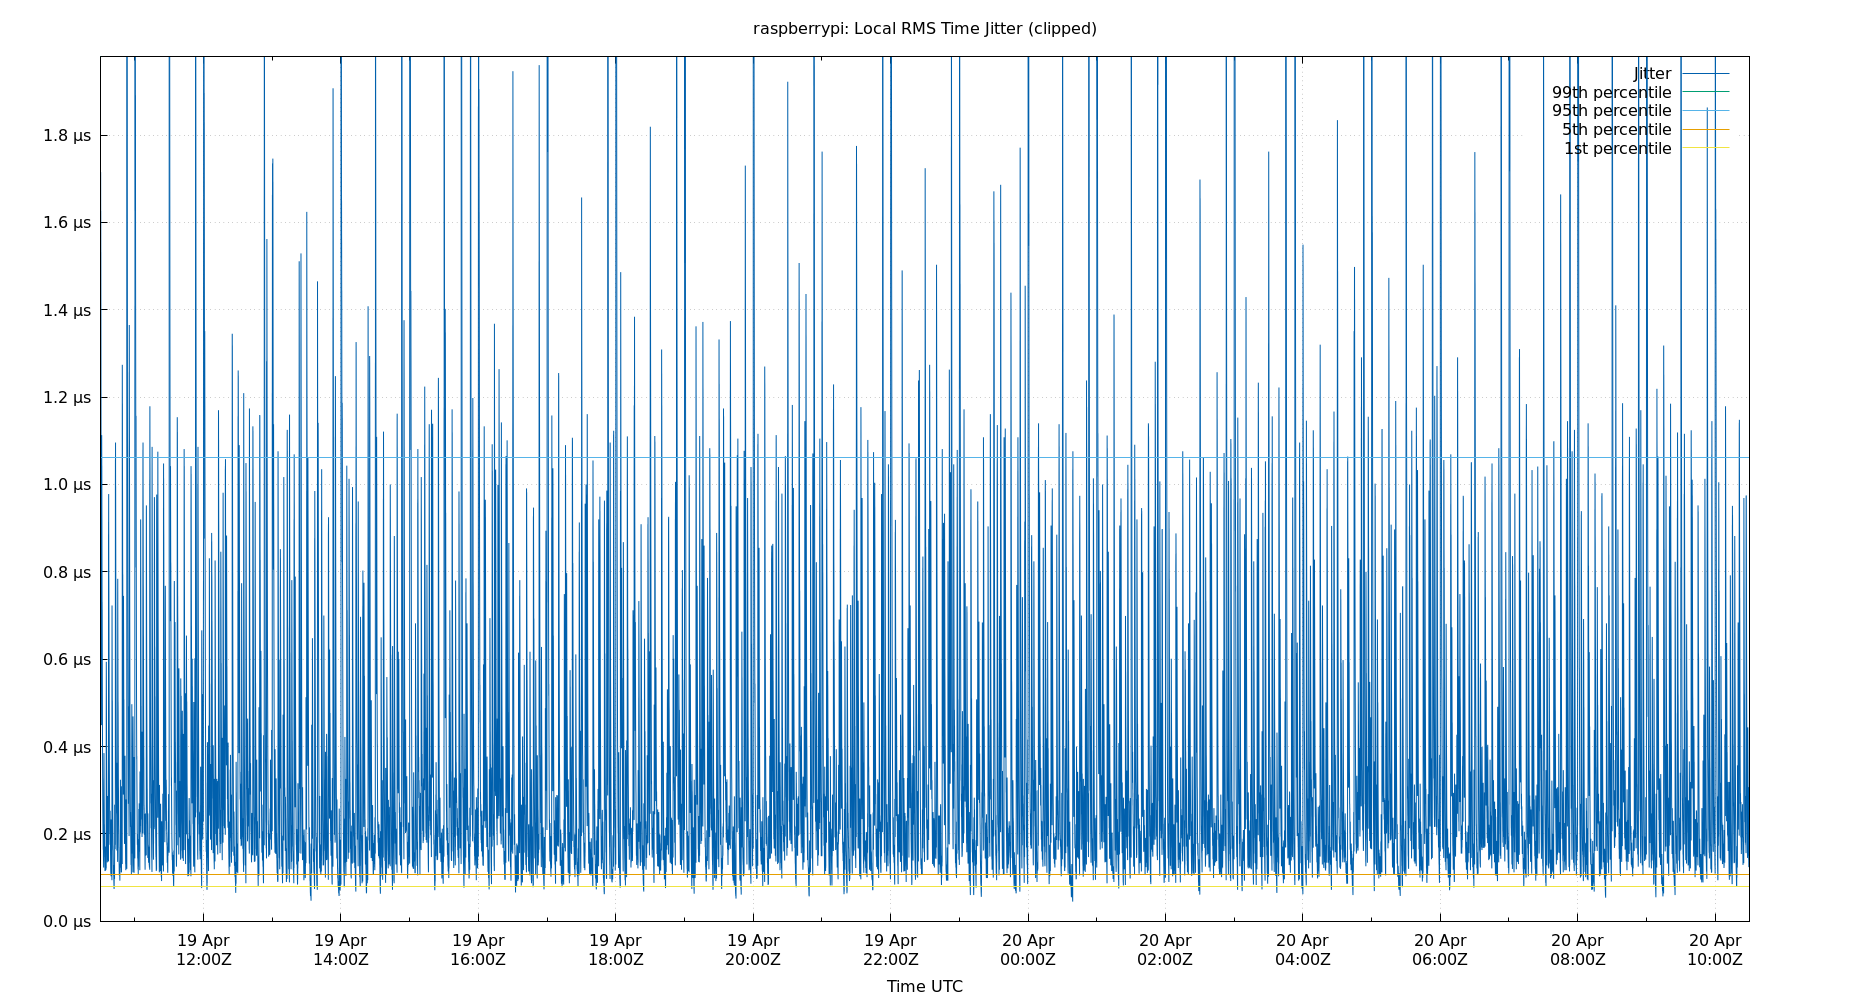 raspberrypi: Local RMS Time Jitter (clipped)
Jitter
99th percentile
95th percentile
5th percentile
1st percentile
1.8 µs
1.6 µs
1.4 µs
1.2 µs
1.0 µs
0.8 µs
0.6 µs
0.4 µs
0.2 µs
0.0 µs
19 Apr 19 Apr 19 Apr 19 Apr 19 Apr 19 Apr 20 Apr 20 Apr 20 Apr 20 Apr 20 Apr 20 Apr
12:00Z 14:00Z 16:00Z 18:00Z 20:00Z 22:00Z 00:00Z 02:00Z 04:00Z 06:00Z 08:00Z 10:00Z
Time UTC